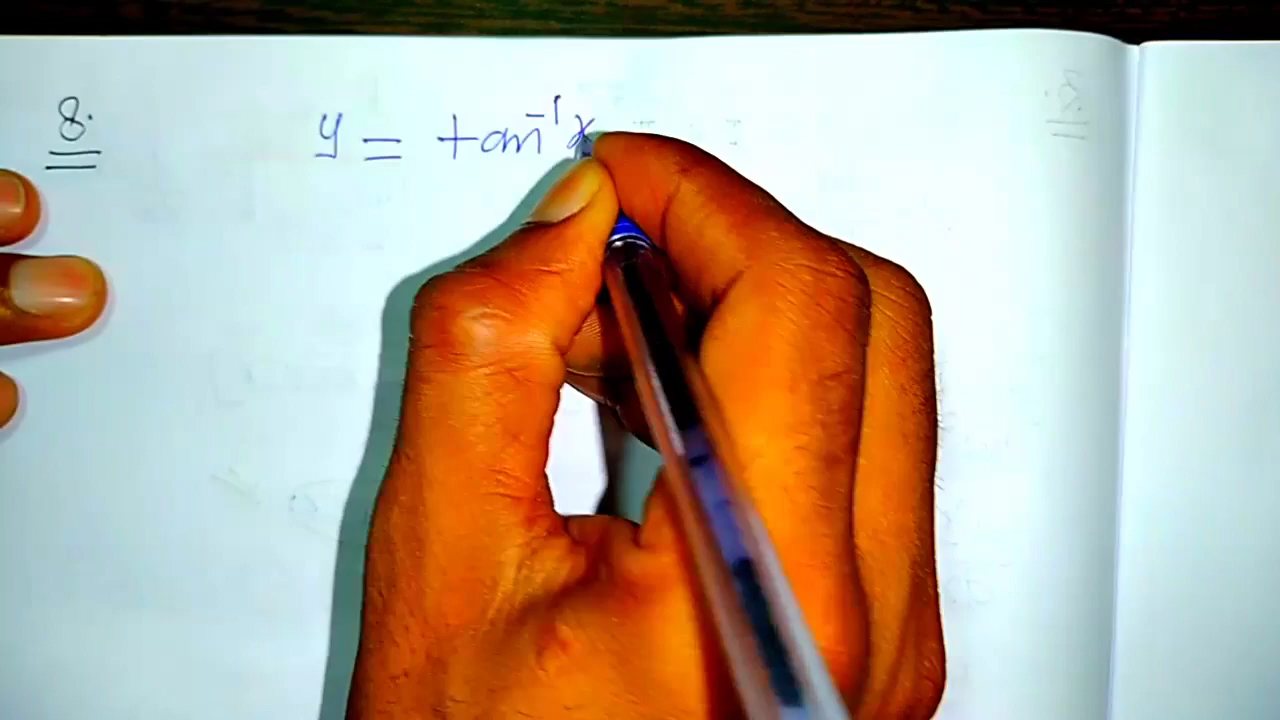 8.
y = tan⁻¹x